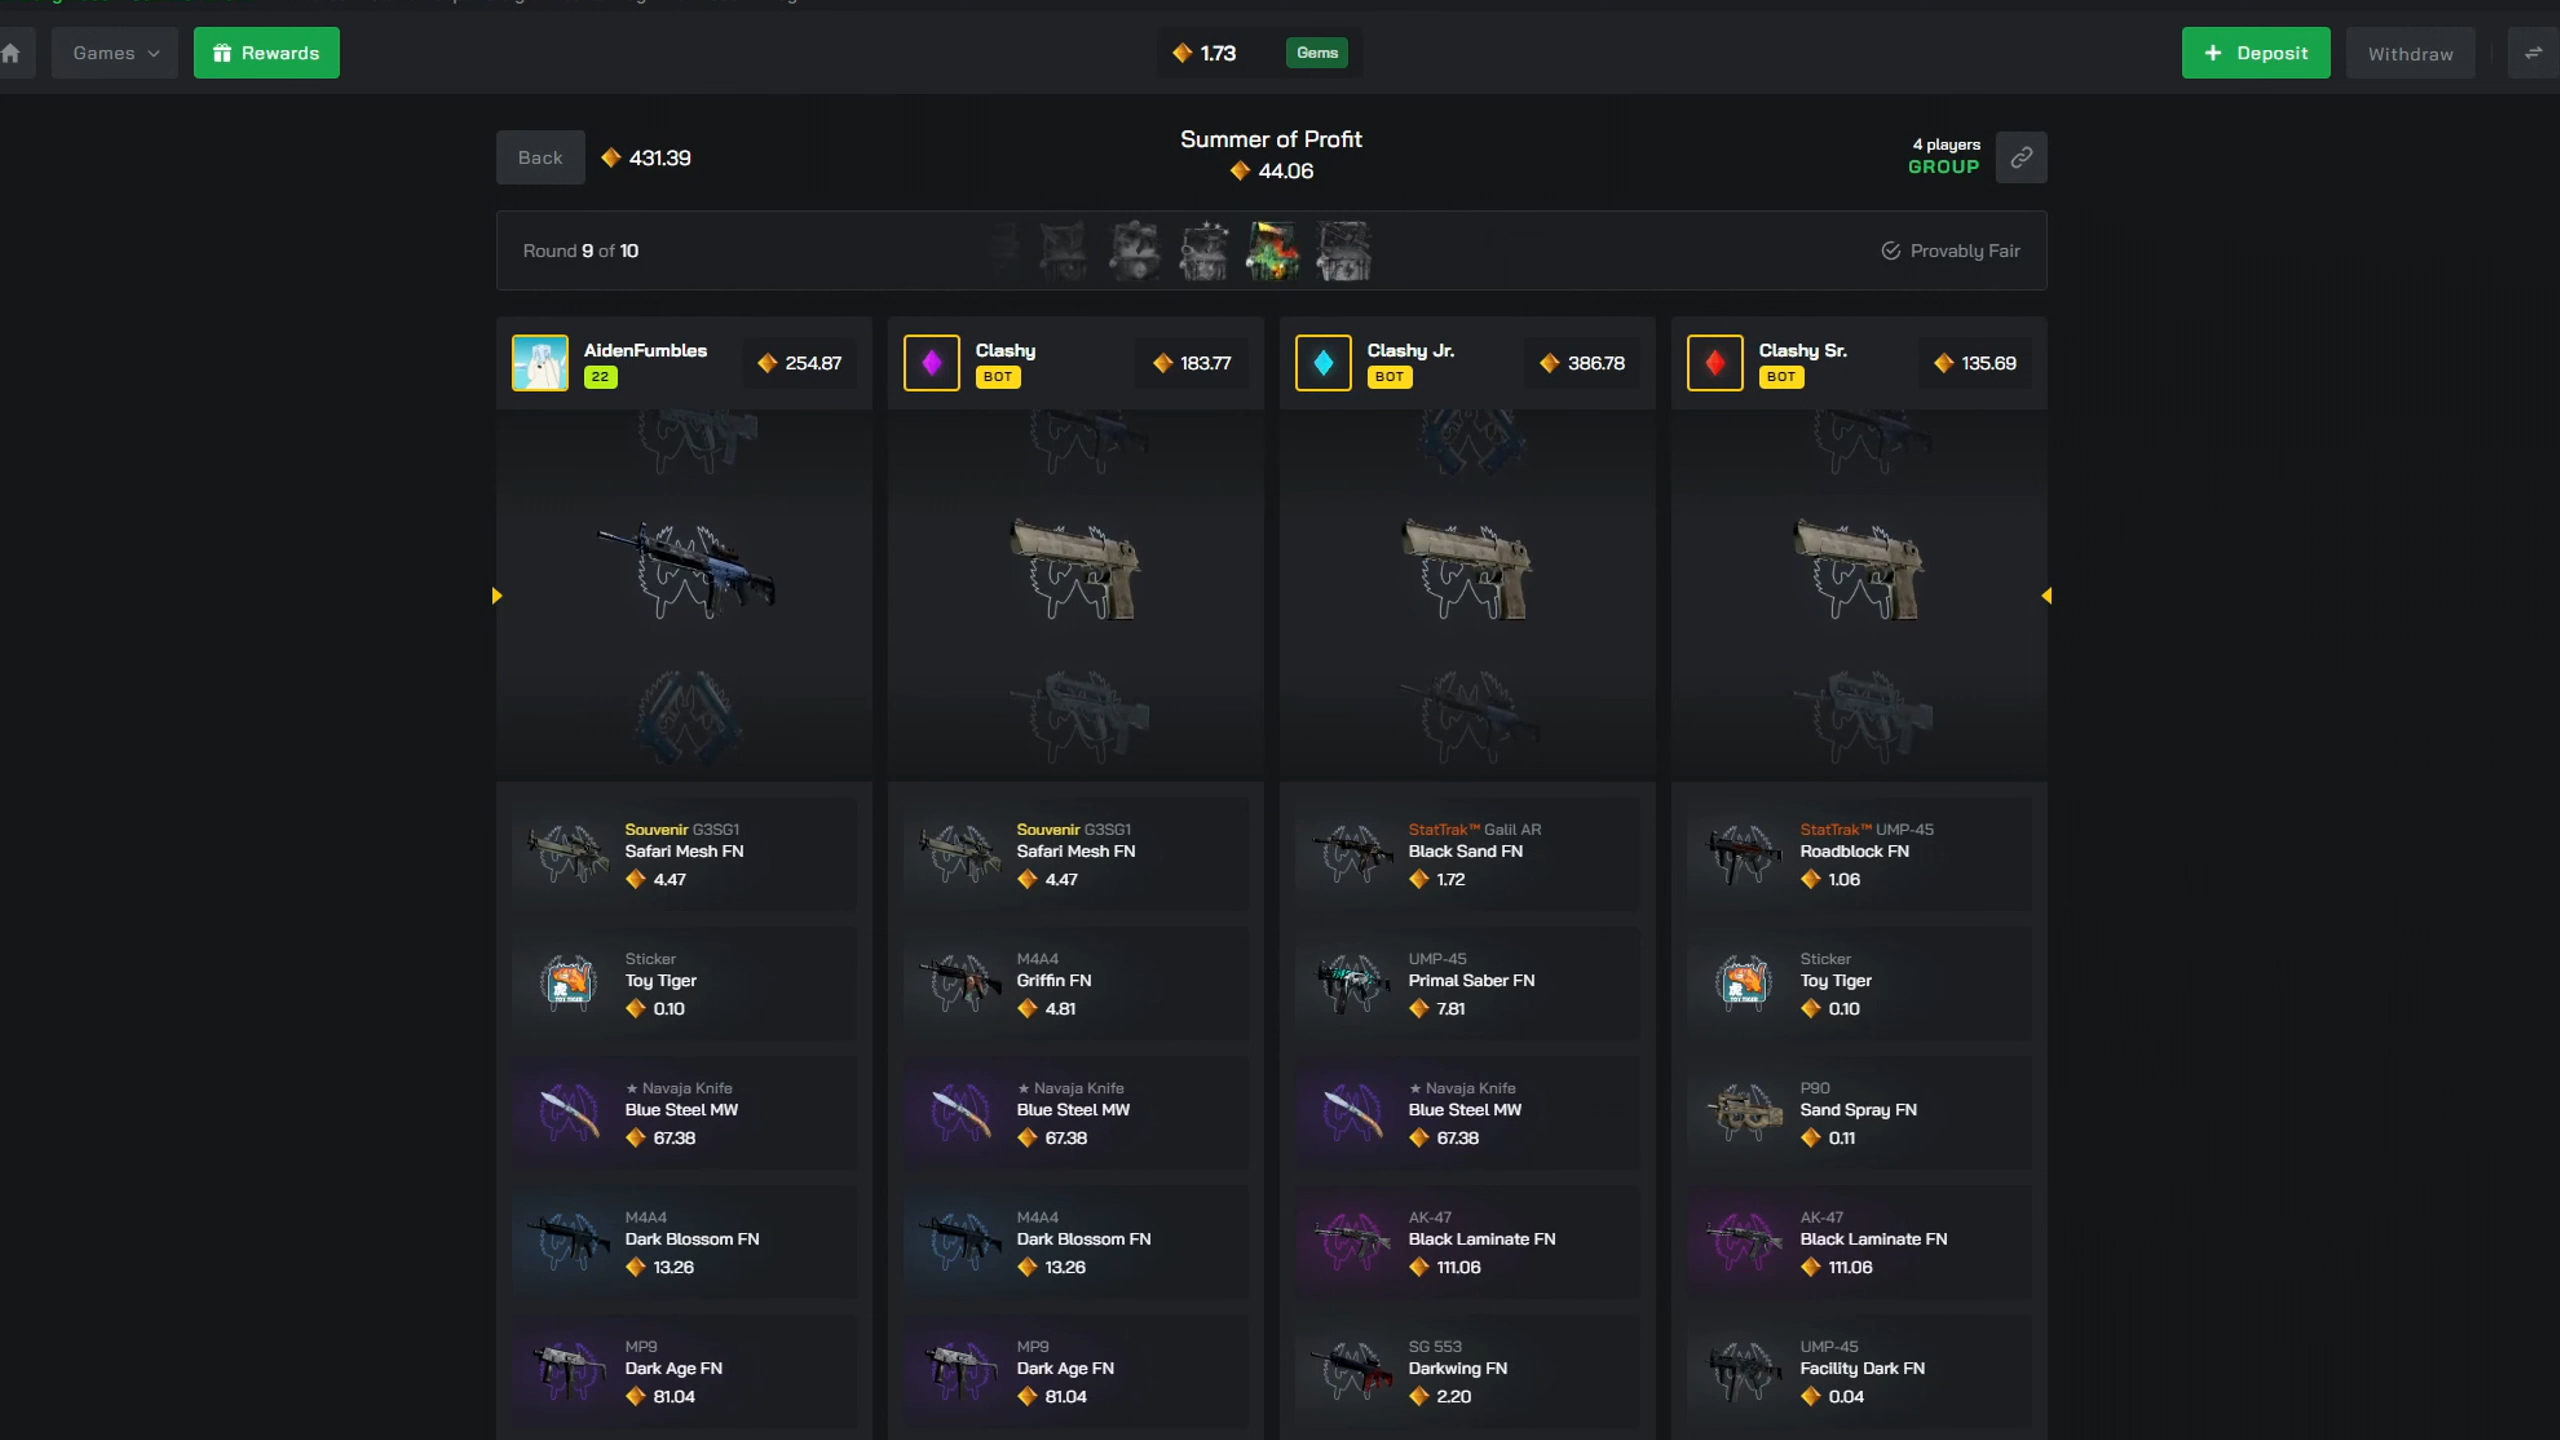 Games
Rewards
1.73
Gems
Deposit
Withdraw
Back
431.39
Summer of Profit
44.06
4 players
GROUP
Round 9 of 10
Provably Fair
AidenFumbles
22
254.87
Clashy
BOT
183.77
Clashy Jr.
BOT
386.78
Clashy Sr.
BOT
135.69
Souvenir G3SG1
Safari Mesh FN
4.47
Souvenir G3SG1
Safari Mesh FN
4.47
StatTrak™ Galil AR
Black Sand FN
1.72
StatTrak™ UMP-45
Roadblock FN
1.06
Sticker
Toy Tiger
0.10
M4A4
Griffin FN
4.81
UMP-45
Primal Saber FN
7.81
Sticker
Toy Tiger
0.10
★ Navaja Knife
Blue Steel MW
67.38
★ Navaja Knife
Blue Steel MW
67.38
★ Navaja Knife
Blue Steel MW
67.38
P90
Sand Spray FN
0.11
M4A4
Dark Blossom FN
13.26
M4A4
Dark Blossom FN
13.26
AK-47
Black Laminate FN
111.06
AK-47
Black Laminate FN
111.06
MP9
Dark Age FN
81.04
MP9
Dark Age FN
81.04
SG 553
Darkwing FN
2.20
UMP-45
Facility Dark FN
0.04